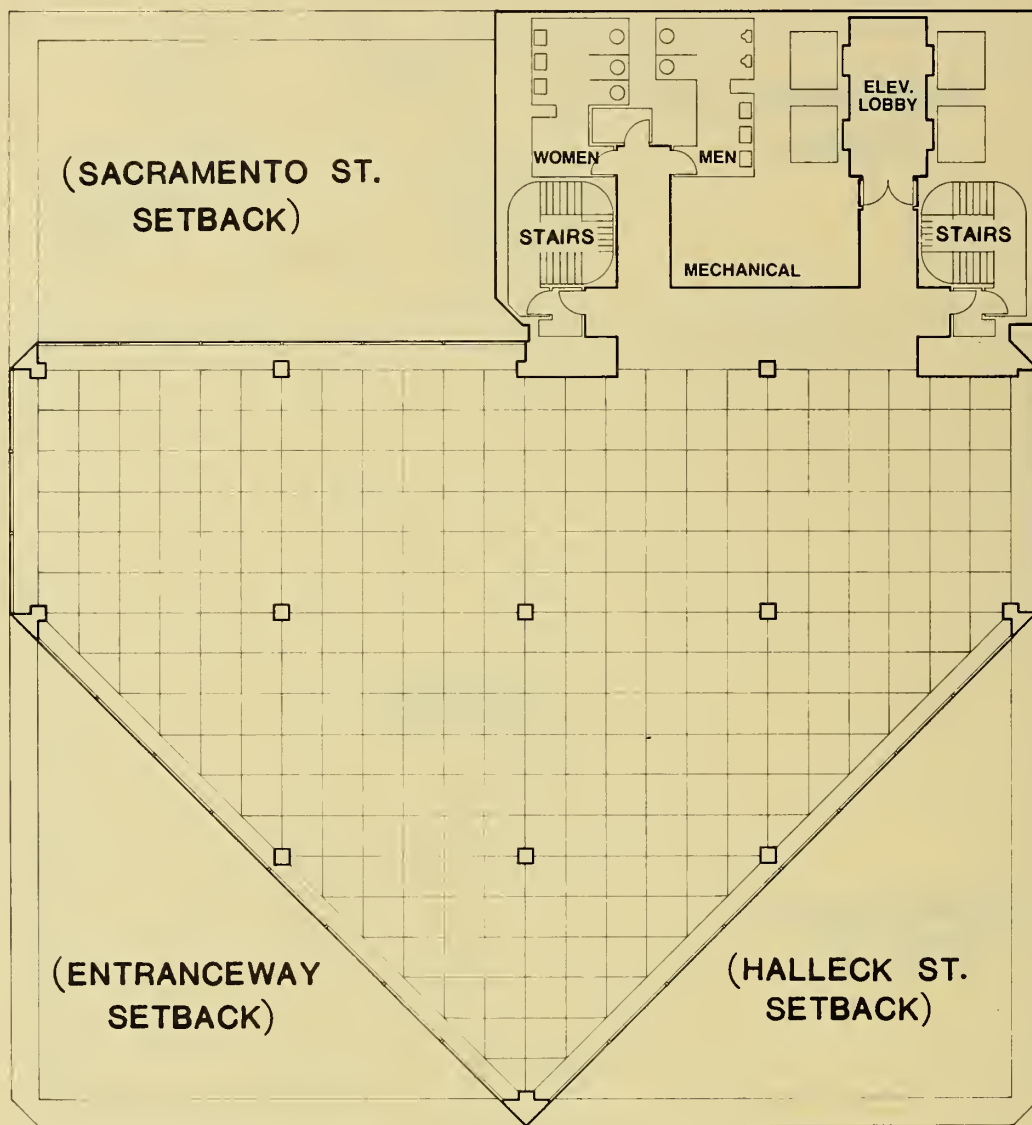 ELEV.
LOBBY
WOMEN
MEN
(SACRAMENTO ST.
SETBACK)
STAIRS
STAIRS
MECHANICAL
(ENTRANCEWAY
SETBACK)
(HALLECK ST.
SETBACK)